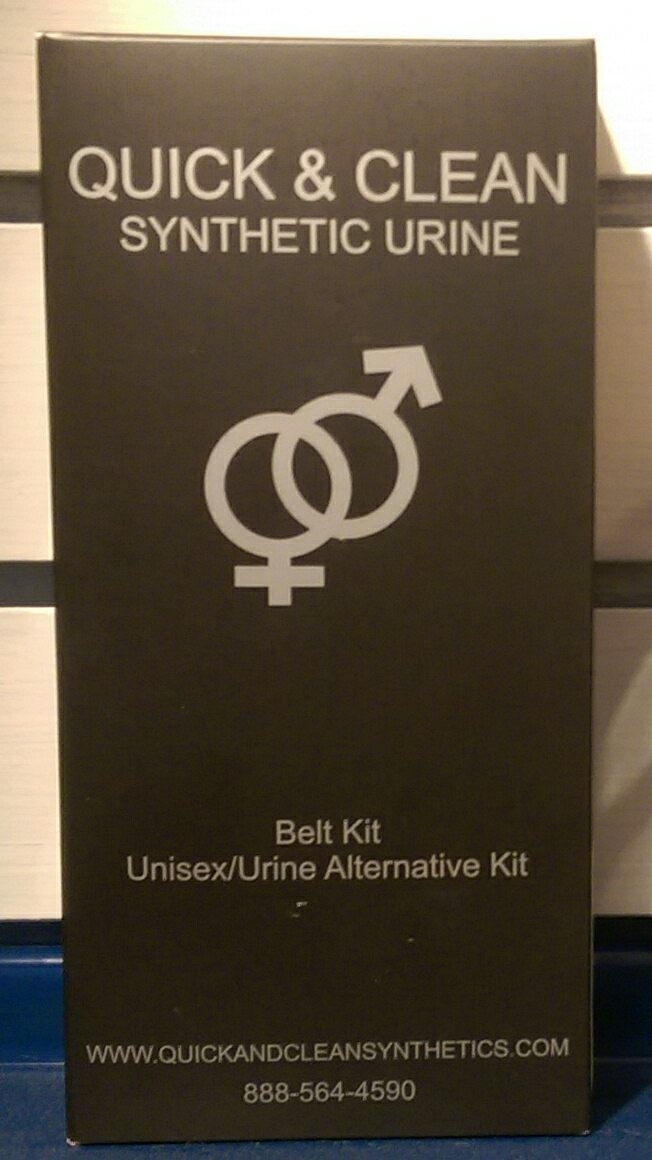 QUICK & CLEAN
SYNTHETIC URINE
Belt Kit
Unisex/Urine Alternative Kit
WWW.QUICKANDCLEANSYNTHETICS.COM
888-564-4590